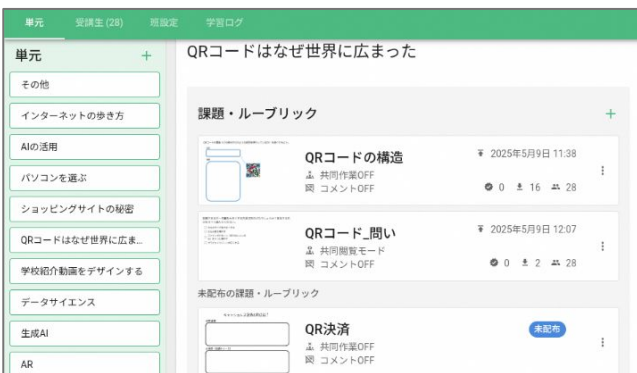 単元 受講生 (28) 班設定 学習ログ
単元 +
その他
インターネットの歩き方
AIの活用
パソコンを選ぶ
ショッピングサイトの秘密
QRコードはなぜ世界に広ま...
学校紹介動画をデザインする
データサイエンス
生成AI
AR
QRコードはなぜ世界に広まった
課題・ルーブリック +
QRコードの構造
2025年5月9日 11:38
共同作業OFF
コメントOFF
0 16 28
QRコード_問い
2025年5月9日 12:07
共同閲覧モード
コメントOFF
0 2 28
未配布の課題・ルーブリック
QR決済
未配布
共同作業OFF
コメントOFF